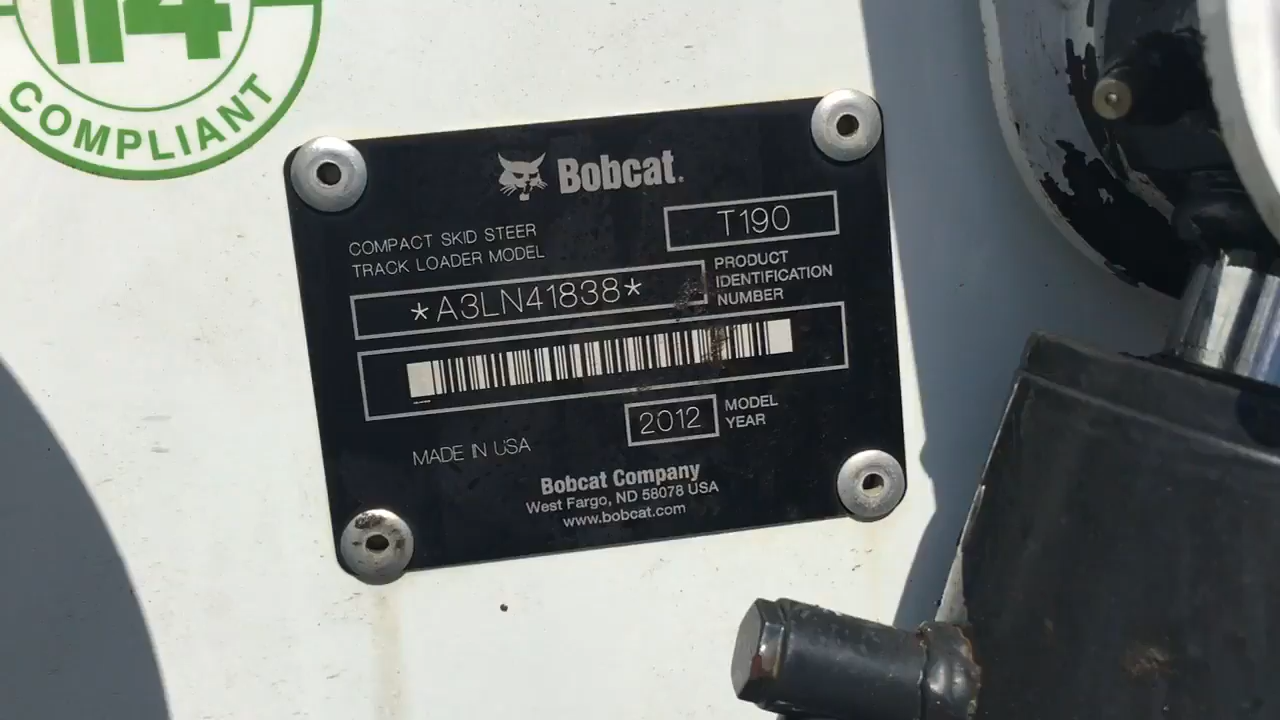 COMPLIANT
Bobcat.
COMPACT SKID STEER
TRACK LOADER MODEL
T190
*A3LN41838*
PRODUCT
IDENTIFICATION
NUMBER
2012
MODEL
YEAR
MADE IN USA
Bobcat Company
West Fargo, ND 58078 USA
www.bobcat.com